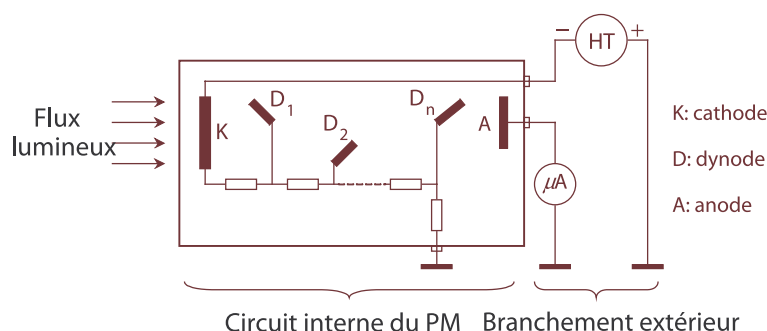 − HT +
Flux
lumineux
K
D1
D2
Dn
A
µA
K: cathode
D: dynode
A: anode
Circuit interne du PM
Branchement extérieur